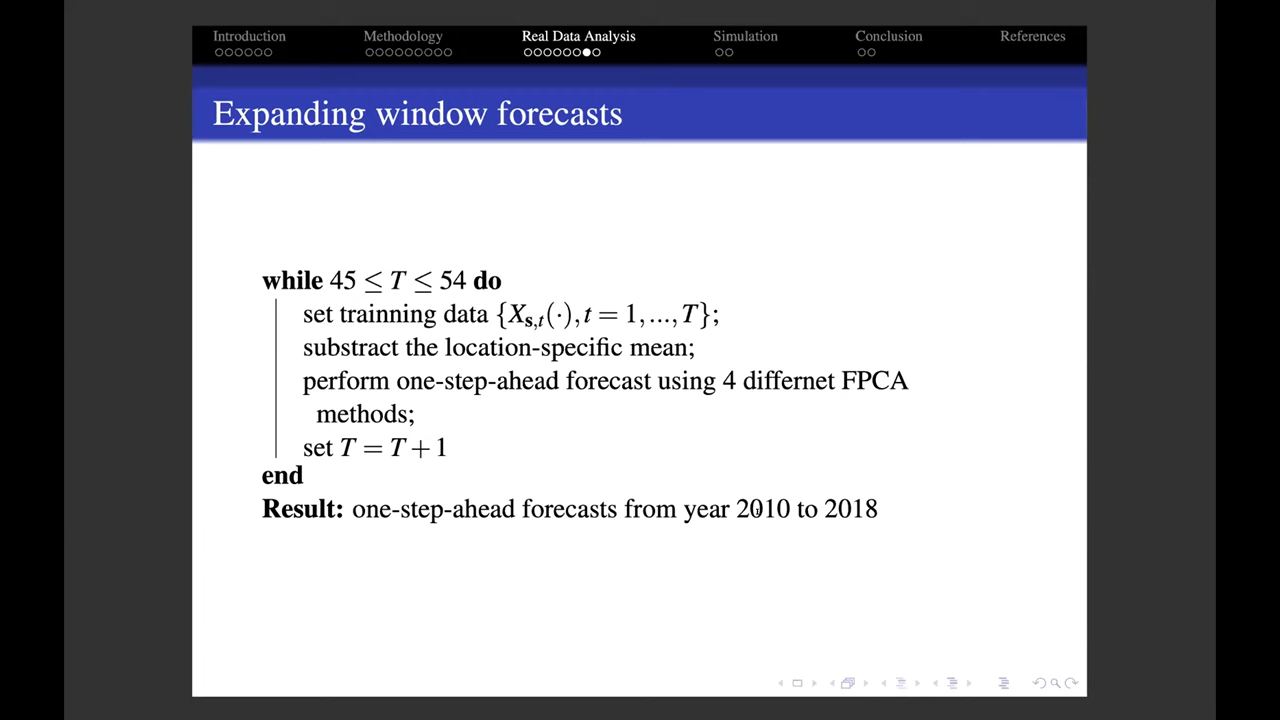 Introduction Methodology Real Data Analysis Simulation Conclusion References
Expanding window forecasts
while 45 ≤ T ≤ 54 do
set trainning data {X_{s,t}(·), t = 1, ..., T};
substract the location-specific mean;
perform one-step-ahead forecast using 4 differnet FPCA
methods;
set T = T + 1
end
Result: one-step-ahead forecasts from year 2010 to 2018